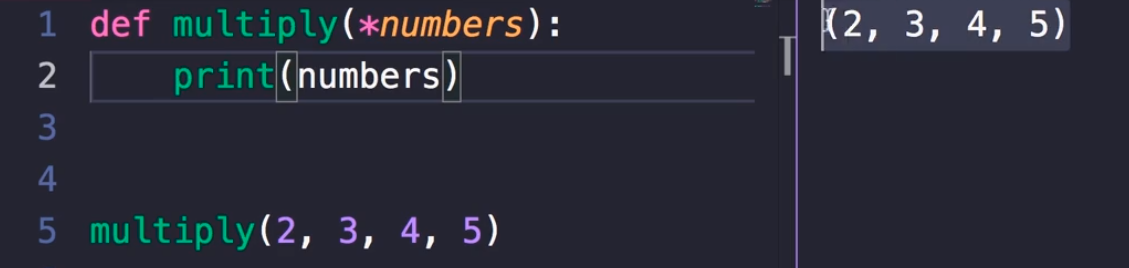 1 def multiply(*numbers):
2     print(numbers)
3
4
5 multiply(2, 3, 4, 5)
(2, 3, 4, 5)